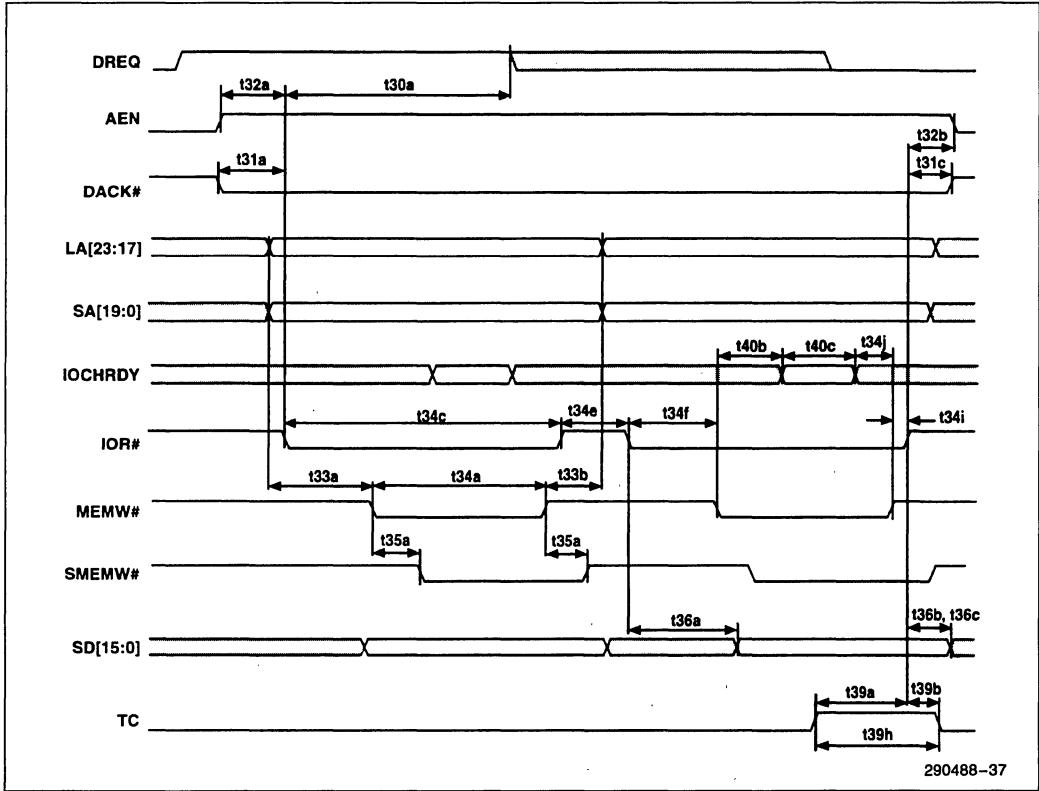 DREQ
t32a t30a
AEN
t32b
t31a t31c
DACK#
LA[23:17]
SA[19:0]
t40b t40c t34j
IOCHRDY
t34c t34e t34f t34i
IOR#
t33a t34a t33b
MEMW#
t35a t35a
SMEMW#
t36a t36b, t36c
SD[15:0]
t39a t39b
TC
t39h
290488-37